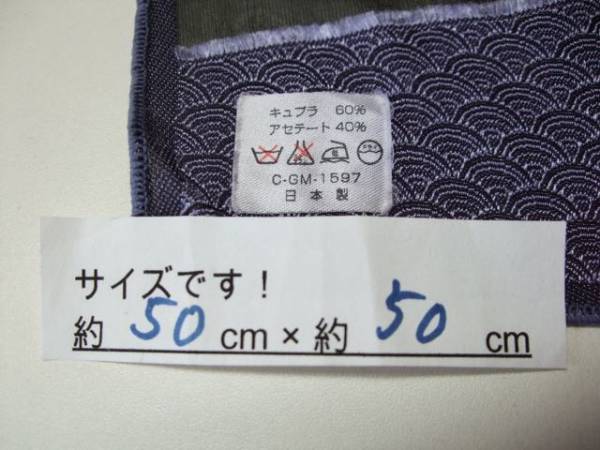 キュプラ 60%
アセテート 40%
C-GM-1597
日本製
サイズです!
約 50 cm × 約 50 cm